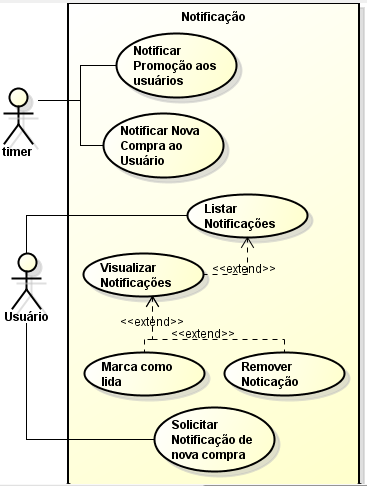 Notificação
Notificar
Promoção aos
usuários
timer
Notificar Nova
Compra ao
Usuário
Listar
Notificações
<<extend>>
Visualizar
Notificações
Usuário
<<extend>>
<<extend>>
Marca como
lida
Remover
Noticação
Solicitar
Notificação de
nova compra